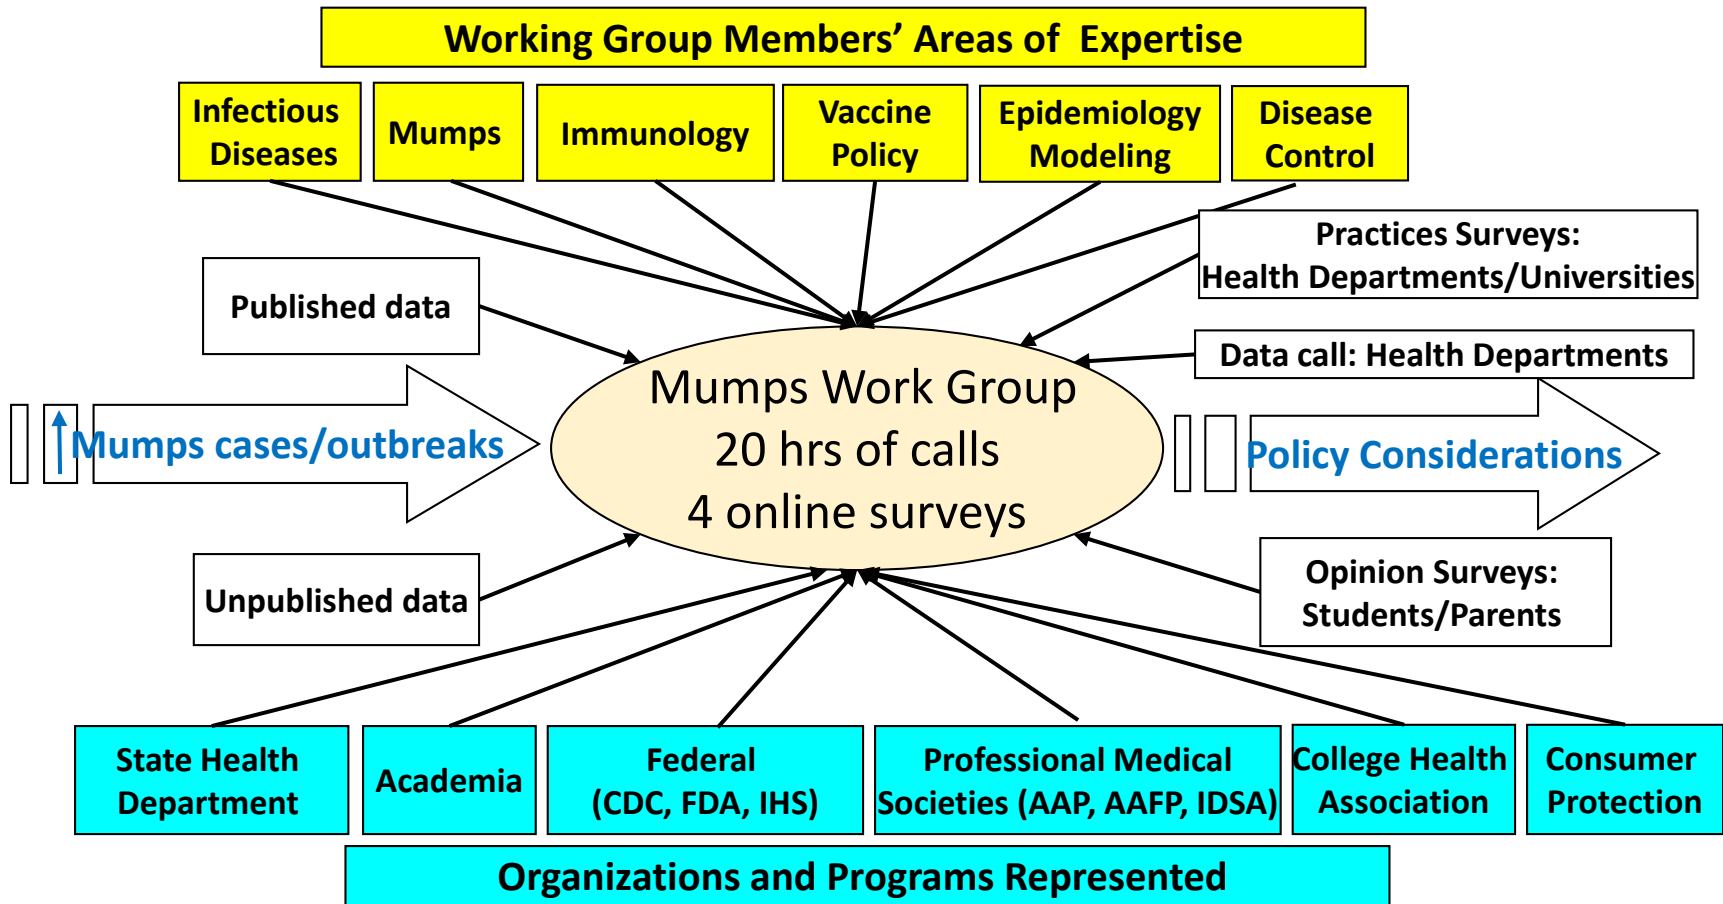 Working Group Members’ Areas of Expertise
Infectious
Diseases
Mumps
Immunology
Vaccine
Policy
Epidemiology
Modeling
Disease
Control
Practices Surveys:
Health Departments/Universities
Published data
Data call: Health Departments
Mumps cases/outbreaks
Mumps Work Group
20 hrs of calls
4 online surveys
Policy Considerations
Unpublished data
Opinion Surveys:
Students/Parents
State Health
Department
Academia
Federal
(CDC, FDA, IHS)
Professional Medical
Societies (AAP, AAFP, IDSA)
College Health
Association
Consumer
Protection
Organizations and Programs Represented